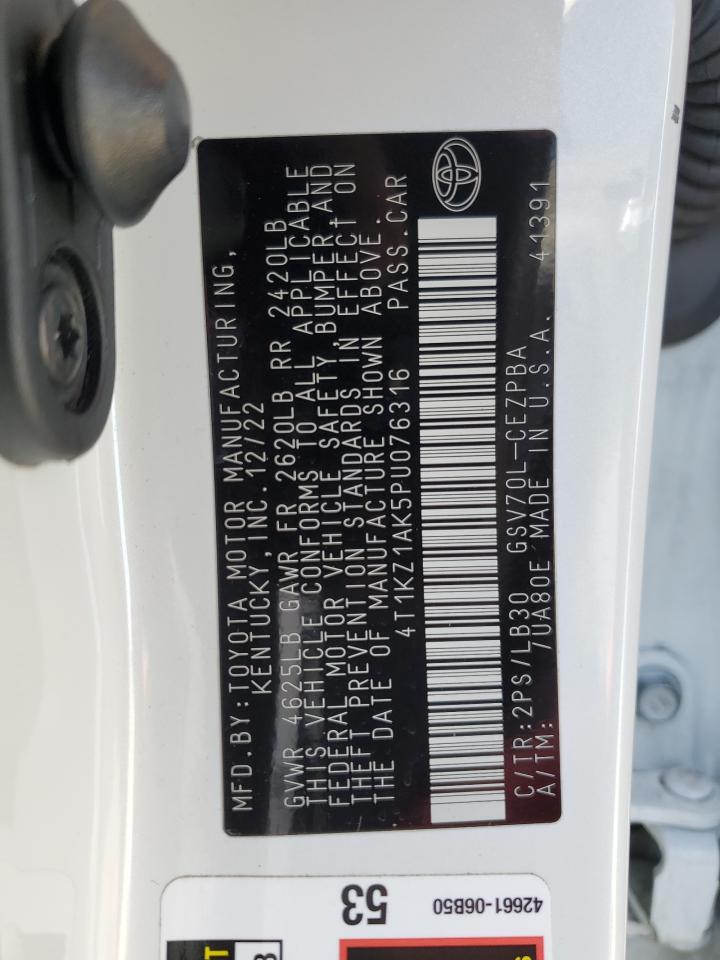 MFD.BY:TOYOTA MOTOR MANUFACTURING,
KENTUCKY, INC. 12/22
GVWR 4625LB GAWR FR 2620LB RR 2420LB
THIS VEHICLE CONFORMS TO ALL APPLICABLE
FEDERAL MOTOR VEHICLE SAFETY, BUMPER, AND
THEFT PREVENTION STANDARDS IN EFFECT ON
THE DATE OF MANUFACTURE SHOWN ABOVE.
4T1KZ1AK5PU076316 PASS.CAR
C/TR:2PS/LB30 GSV70L-CEZPBA
A/TM: 7UA80E MADE IN U.S.A. 41391
53
42661-06B50